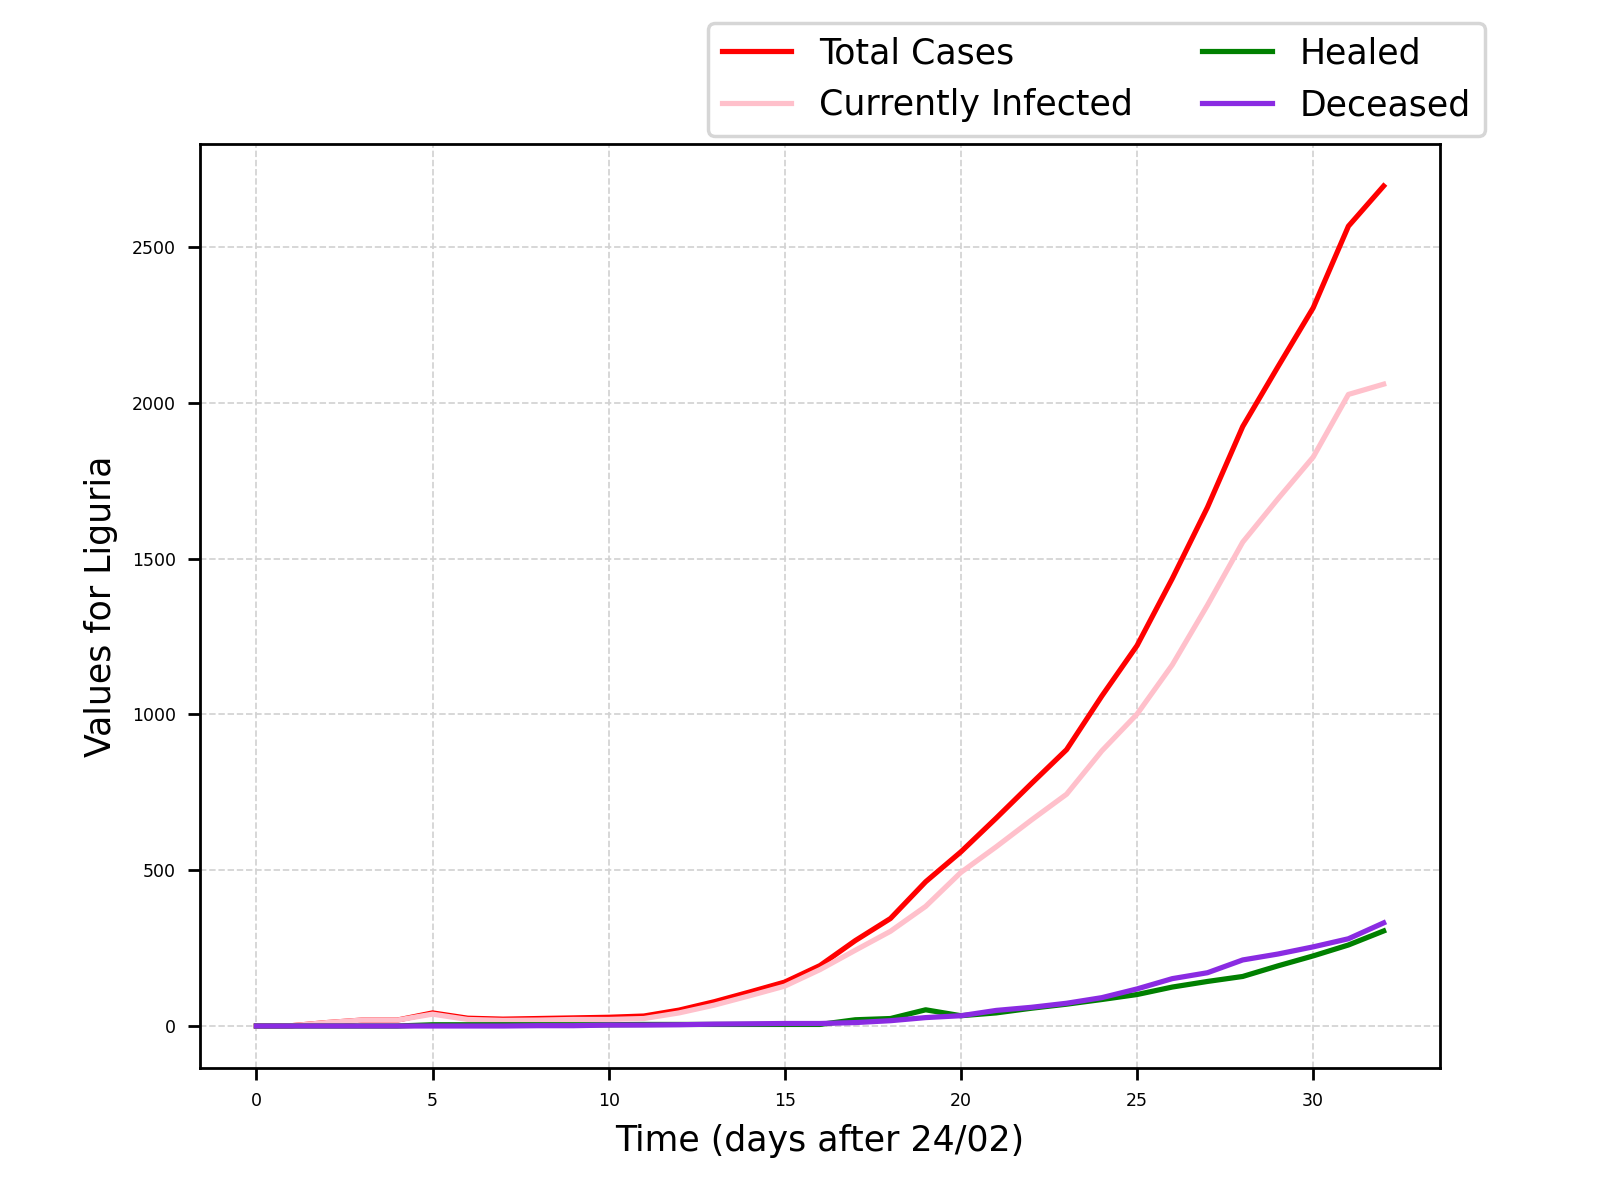 Total Cases
Currently Infected
Healed
Deceased
Values for Liguria
2500
2000
1500
1000
500
0
0 5 10 15 20 25 30
Time (days after 24/02)